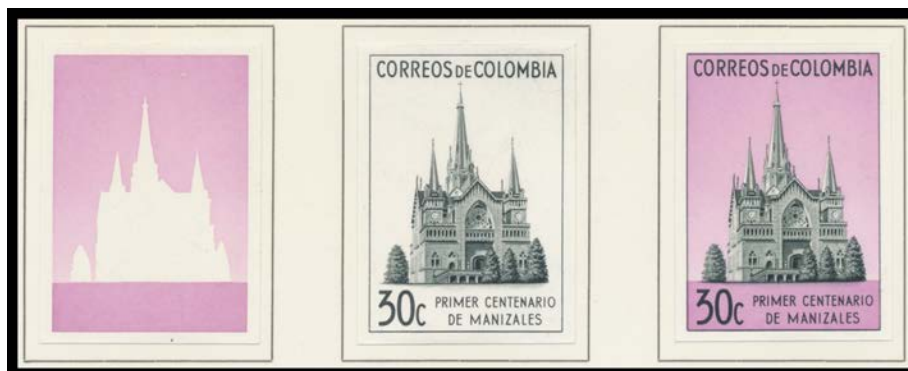 CORREOS DE COLOMBIA
30c PRIMER CENTENARIO
DE MANIZALES
CORREOS DE COLOMBIA
30c PRIMER CENTENARIO
DE MANIZALES